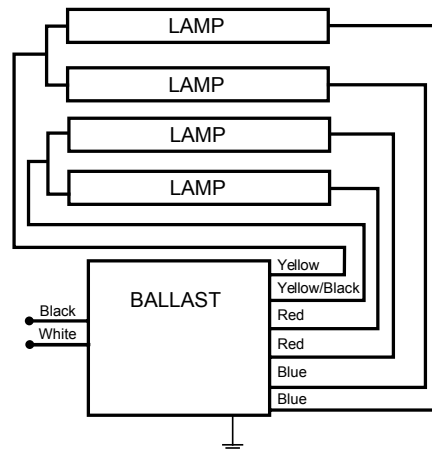 LAMP
LAMP
LAMP
LAMP
Yellow
BALLAST
Yellow/Black
Black
Red
White
Red
Blue
Blue